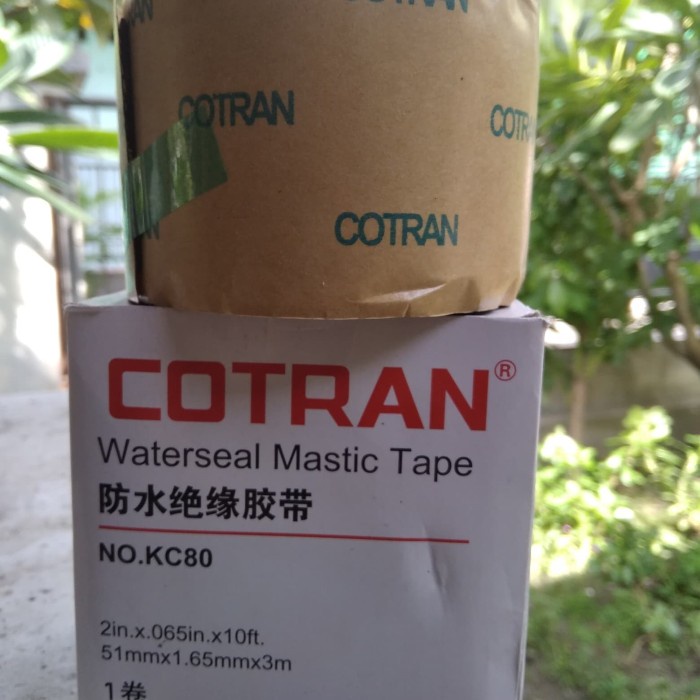 COTRAN
COTRAN
COTRAN
COTRAN®
Waterseal Mastic Tape
防水绝缘胶带
NO.KC80
2in.x.065in.x10ft.
51mmx1.65mmx3m
1卷